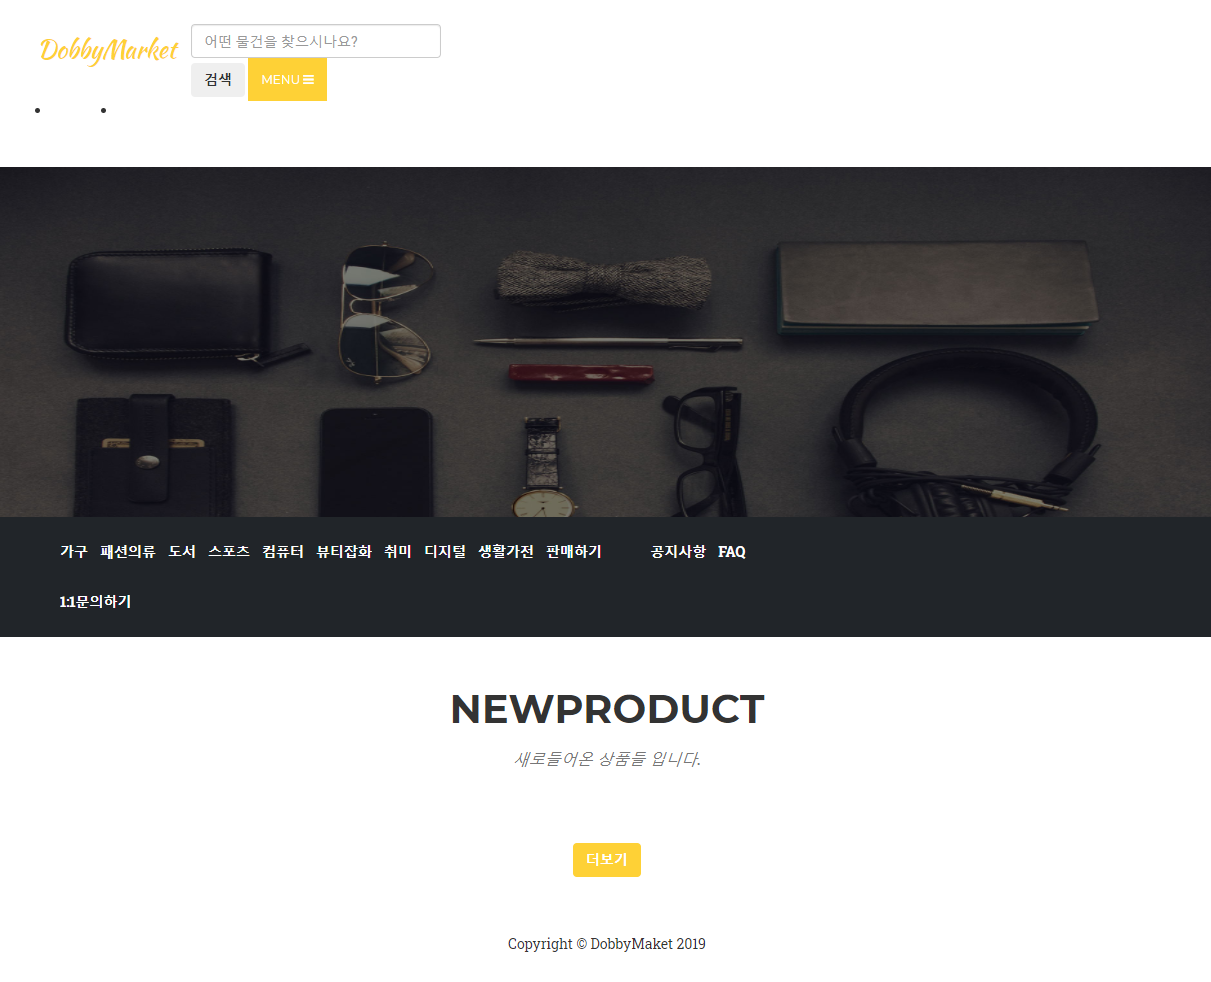 DobbyMarket
어떤 물건을 찾으시나요?
검색 MENU
가구 패션의류 도서 스포츠 컴퓨터 뷰티잡화 취미 디지털 생활가전 판매하기 공지사항 FAQ
1:1문의하기
NEWPRODUCT
새로들어온 상품들 입니다.
더보기
Copyright © DobbyMaket 2019